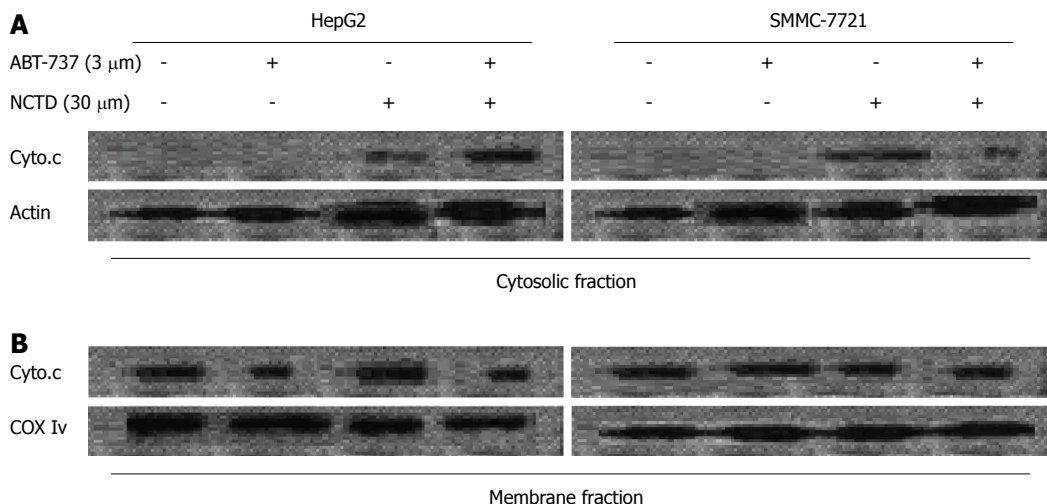 A
HepG2 SMMC-7721
ABT-737 (3 μm) - + - + - + - +
NCTD (30 μm) - - + + - - + +
Cyto.c
Actin
Cytosolic fraction
B
Cyto.c
COX Iv
Membrane fraction